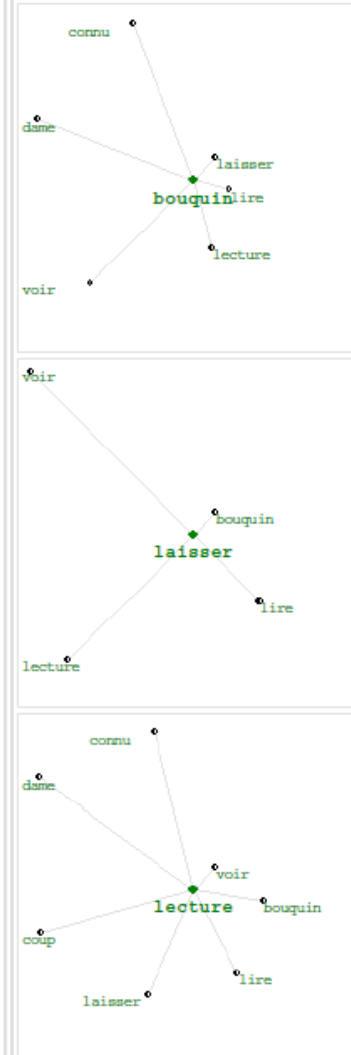 connu
dame
laisser
bouquin
lire
lecture
voir
voir
bouquin
laisser
lire
lecture
connu
dame
voir
lecture
bouquin
coup
lire
laisser